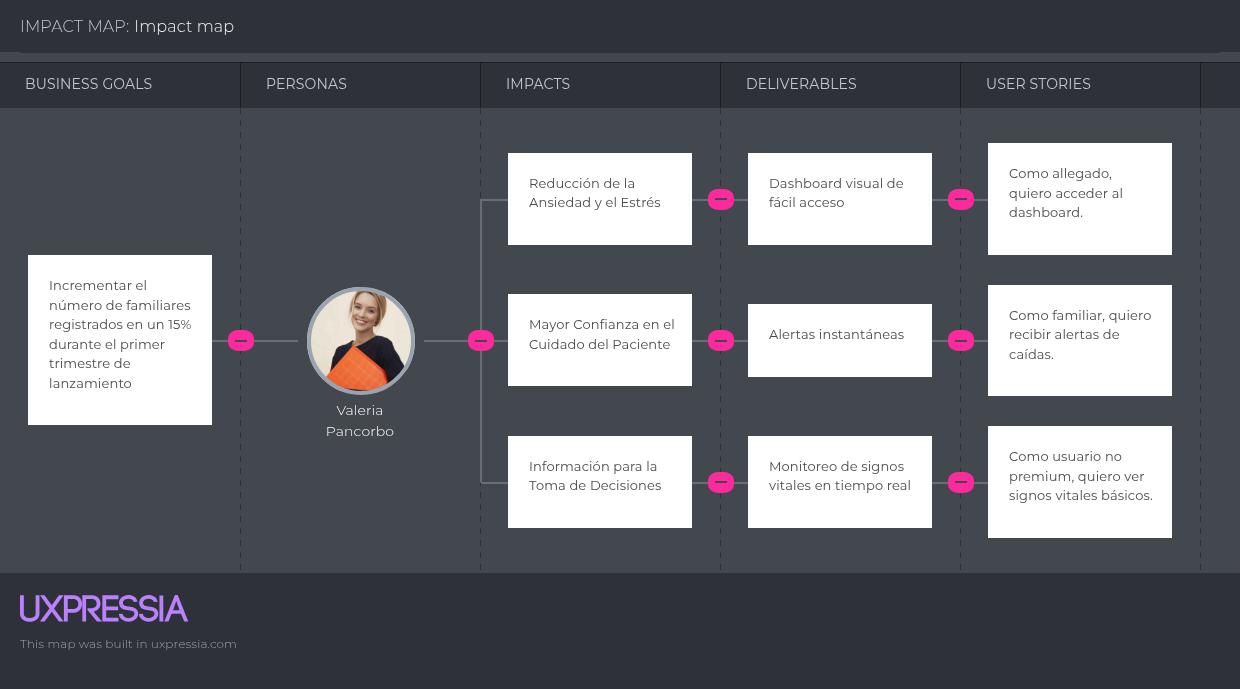 IMPACT MAP: Impact map
BUSINESS GOALS
PERSONAS
IMPACTS
DELIVERABLES
USER STORIES
Incrementar el
número de familiares
registrados en un 15%
durante el primer
trimestre de
lanzamiento
Valeria
Pancorbo
Reducción de la
Ansiedad y el Estrés
Dashboard visual de
fácil acceso
Como allegado,
quiero acceder al
dashboard.
Mayor Confianza en el
Cuidado del Paciente
Alertas instantáneas
Como familiar, quiero
recibir alertas de
caídas.
Información para la
Toma de Decisiones
Monitoreo de signos
vitales en tiempo real
Como usuario no
premium, quiero ver
signos vitales básicos.
UXPRESSIA
This map was built in uxpressia.com